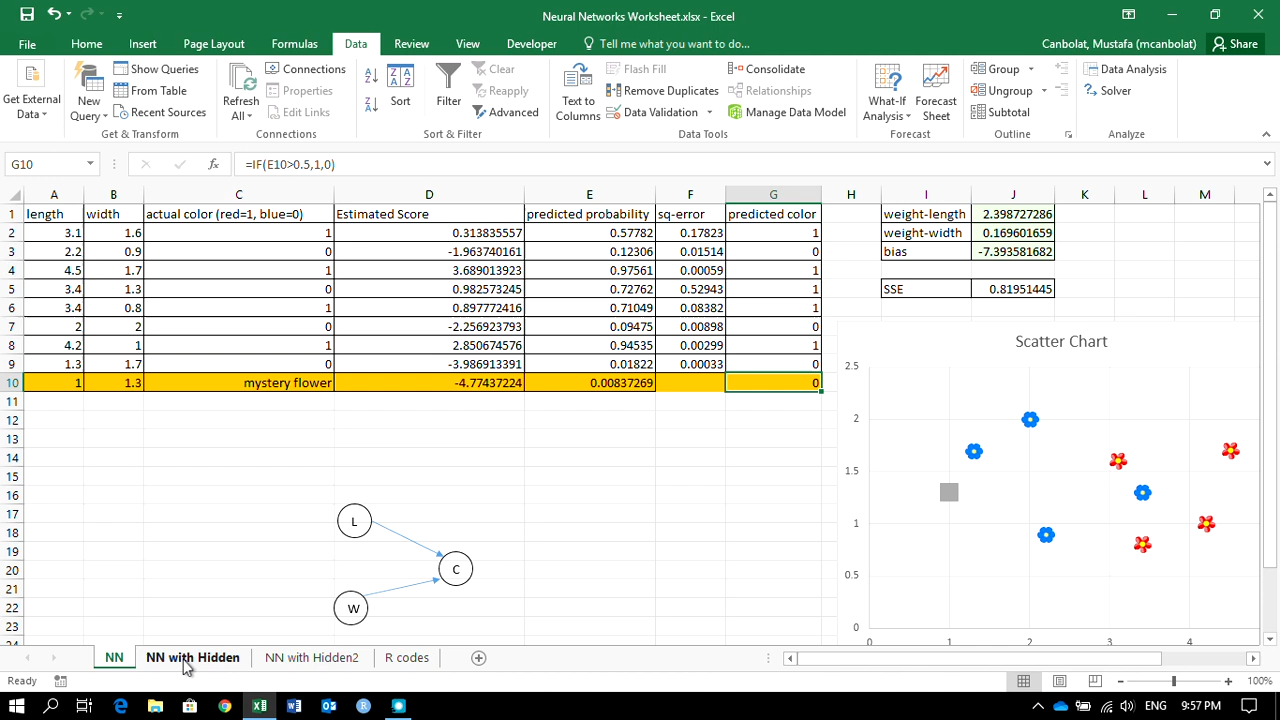 Neural Networks Worksheet.xlsx - Excel
File Home Insert Page Layout Formulas Data Review View Developer Tell me what you want to do... Canbolat, Mustafa (mcanbolat) Share
Get External Data
New Query
Show Queries
From Table
Recent Sources
Get & Transform
Refresh All
Connections
Properties
Edit Links
Connections
Sort
Filter
Clear
Reapply
Advanced
Sort & Filter
Text to Columns
Flash Fill
Remove Duplicates
Data Validation
Consolidate
Relationships
Manage Data Model
Data Tools
What-If Analysis
Forecast Sheet
Forecast
Group
Ungroup
Subtotal
Outline
Data Analysis
Solver
Analyze
G10 fx =IF(E10>0.5,1,0)
A B C D E F G H I J K L M
1 length width actual color (red=1, blue=0) Estimated Score predicted probability sq-error predicted color weight-length 2.398727286
2 3.1 1.6 1 0.313835557 0.57782 0.17823 1 weight-width 0.169601659
3 2.2 0.9 0 -1.963740161 0.12306 0.01514 0 bias -7.393581682
4 4.5 1.7 1 3.689013923 0.97561 0.00059 1
5 3.4 1.3 0 0.982573245 0.72762 0.52943 1 SSE 0.81951445
6 3.4 0.8 1 0.897772416 0.71049 0.08382 1
7 2 2 0 -2.256923793 0.09475 0.00898 0
8 4.2 1 1 2.850674576 0.94535 0.00299 1
9 1.3 1.7 0 -3.986913391 0.01822 0.00033 0
10 1 1.3 mystery flower -4.77437224 0.00837269 0
11
12
13
14
15
16
17
18
19
20
21
22
23
L
C
W
Scatter Chart
2.5
2
1.5
1
0.5
0
0 1 2 3 4
NN NN with Hidden NN with Hidden2 R codes
Ready 100%
ENG 9:57 PM